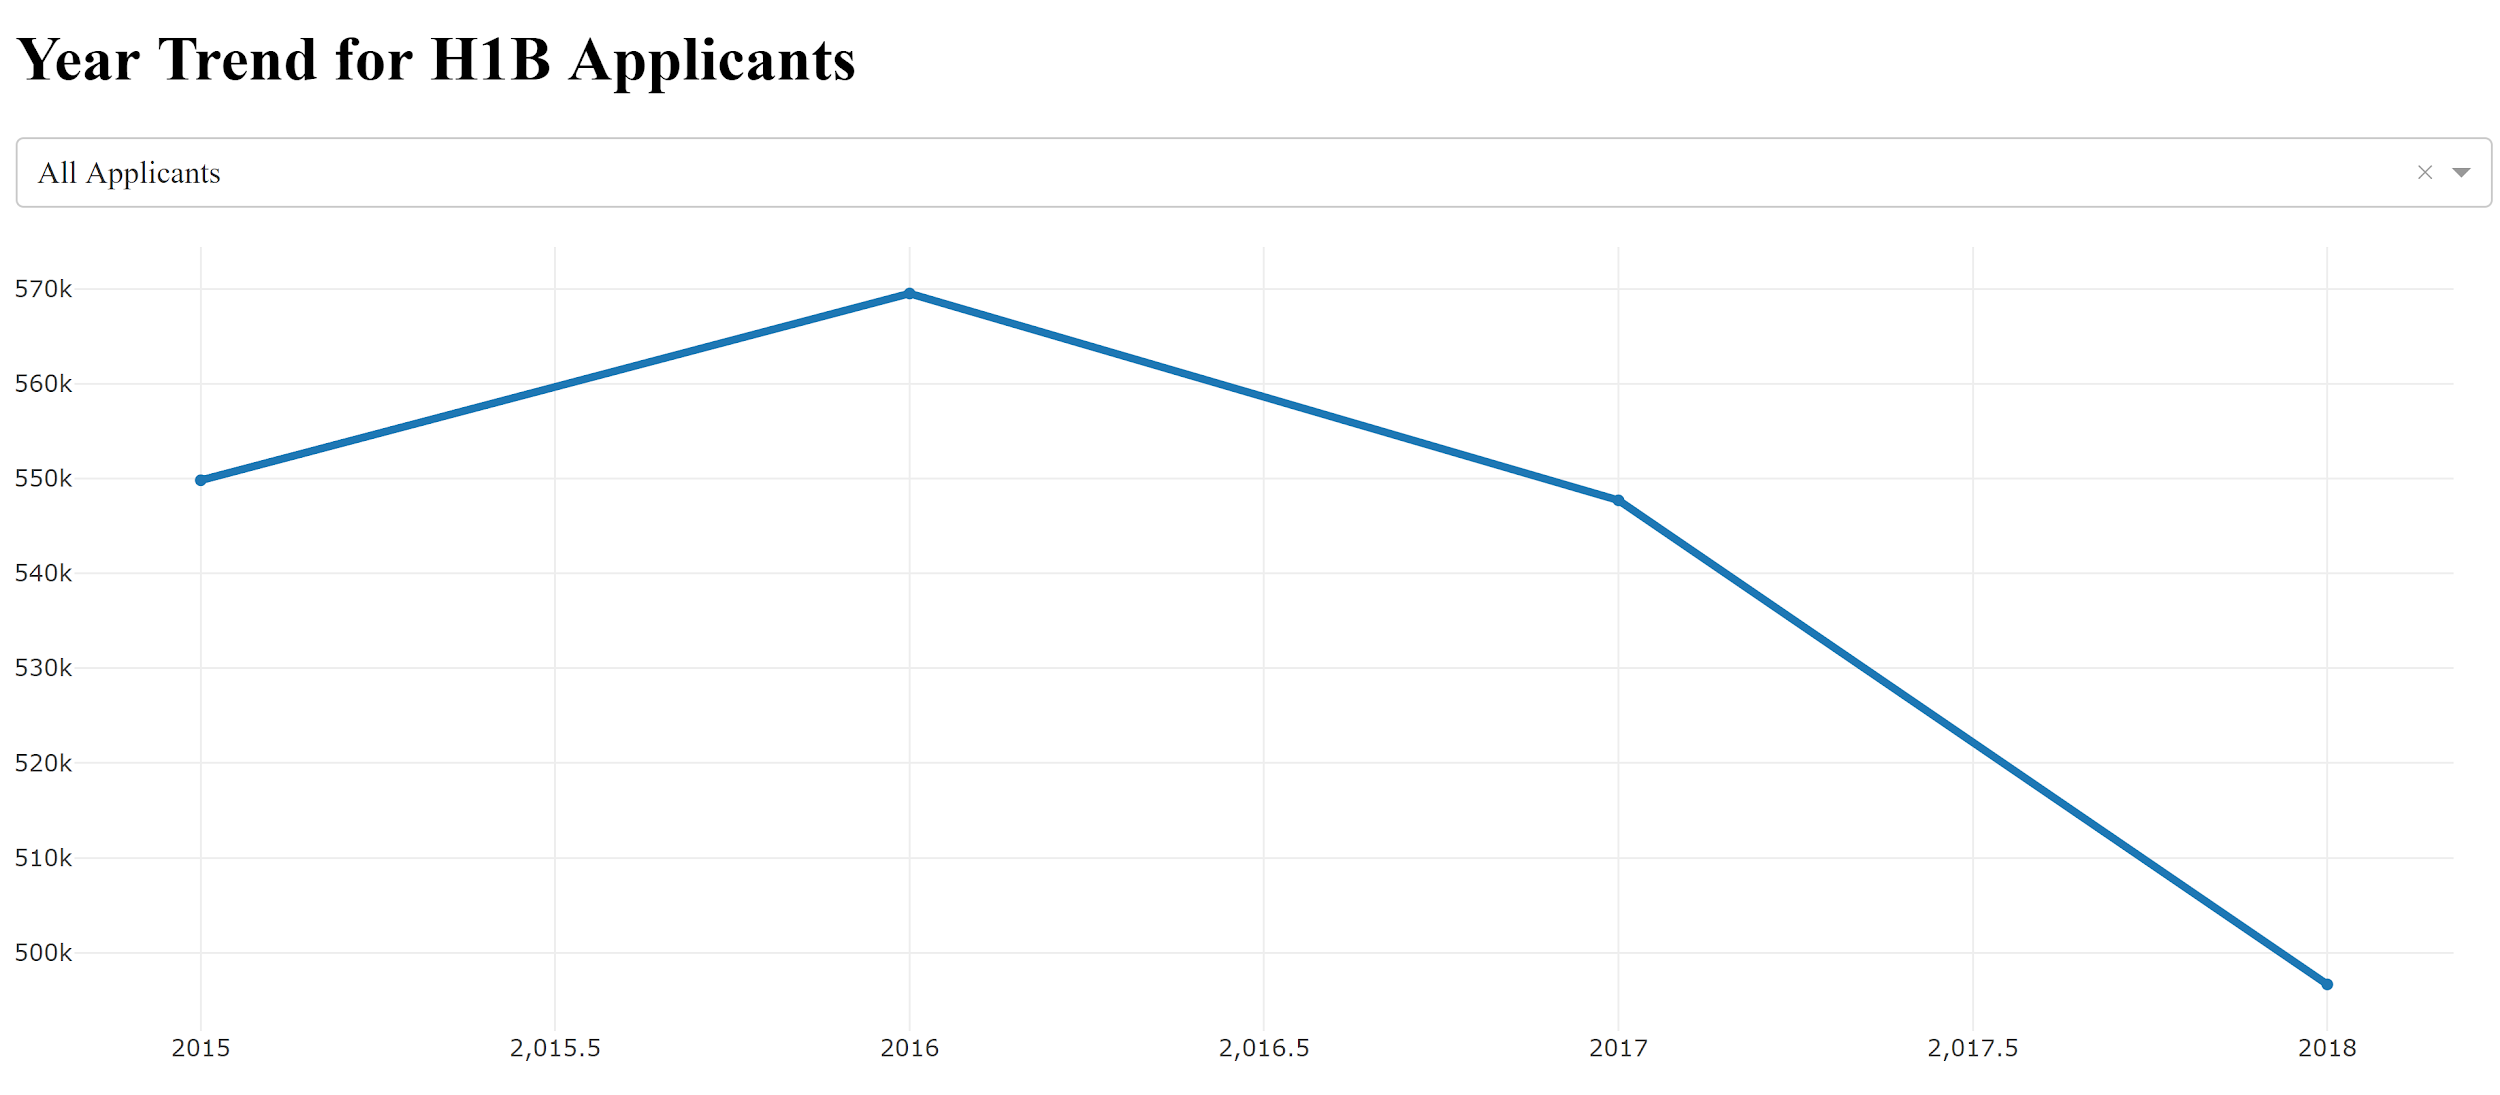 Year Trend for H1B Applicants
All Applicants
570k
560k
550k
540k
530k
520k
510k
500k
2015 2,015.5 2016 2,016.5 2017 2,017.5 2018